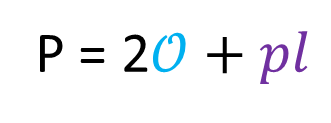 P = 2𝒪 + pl